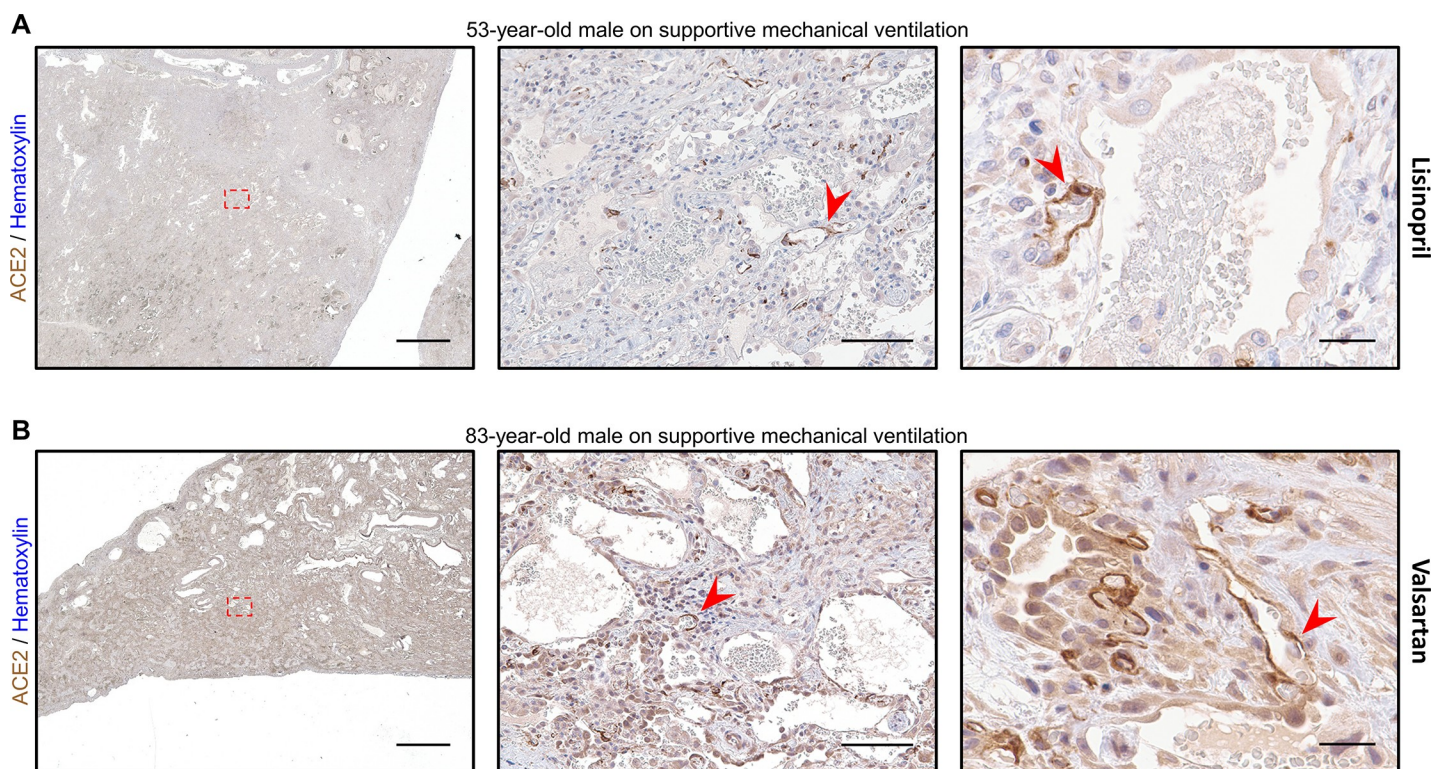 A
53-year-old male on supportive mechanical ventilation
ACE2 / Hematoxylin
Lisinopril
B
83-year-old male on supportive mechanical ventilation
ACE2 / Hematoxylin
Valsartan